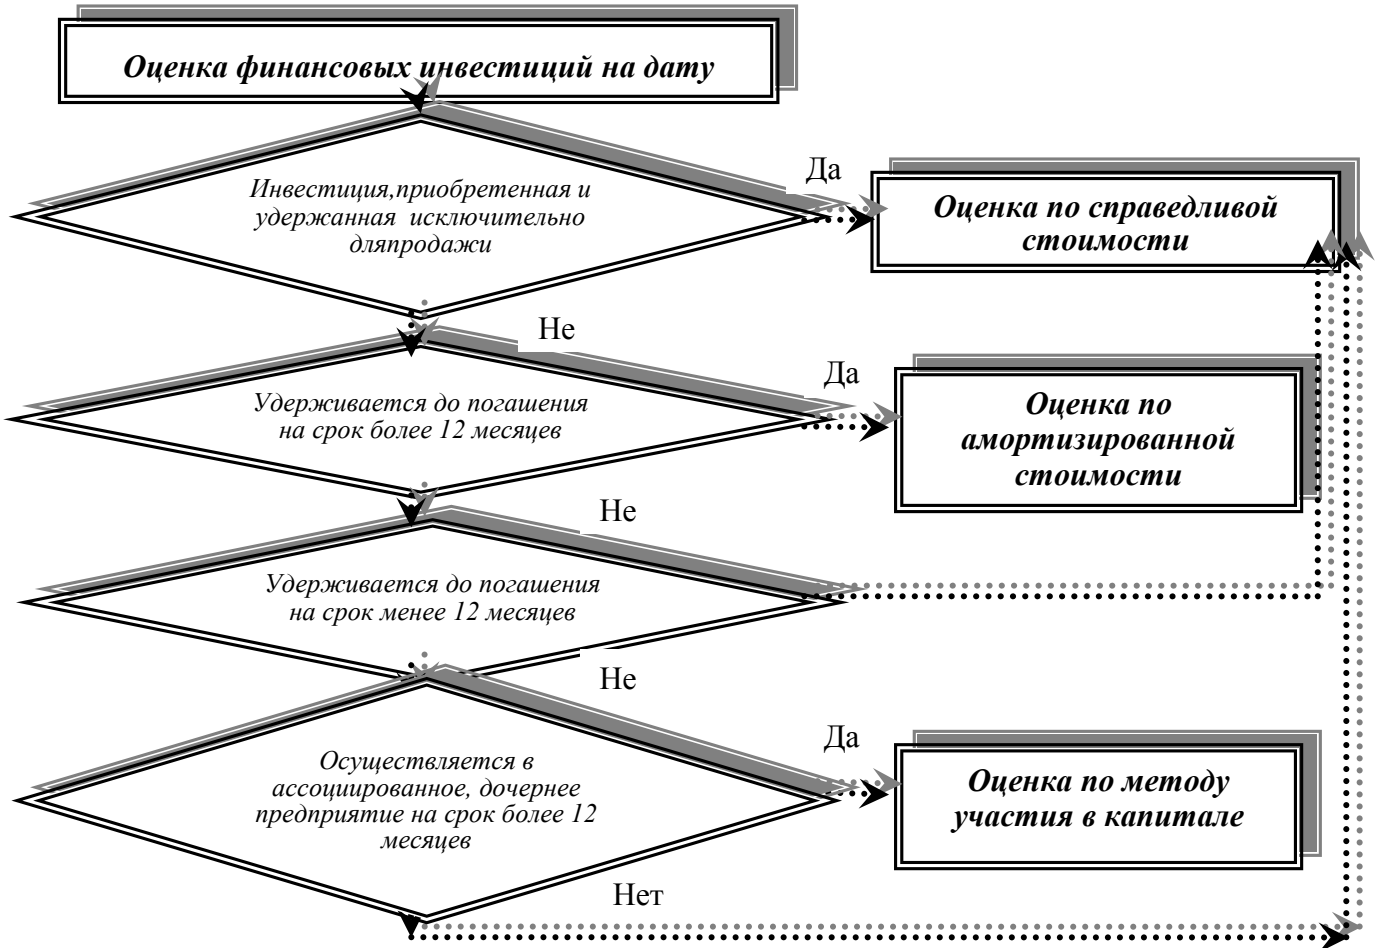 Оценка финансовых инвестиций на дату
Инвестиция,приобретенная и
удержанная исключительно
дляпродажи
Да
Оценка по справедливой
стоимости
Не
Удерживается до погашения
на срок более 12 месяцев
Да
Оценка по
амортизированной
стоимости
Не
Удерживается до погашения
на срок менее 12 месяцев
Не
Осуществляется в
ассоциированное, дочернее
предприятие на срок более 12
месяцев
Да
Оценка по методу
участия в капитале
Нет